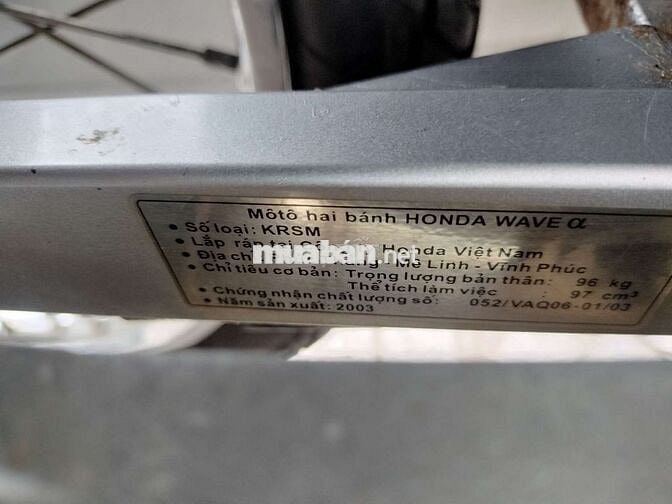 Môtô hai bánh HONDA WAVE α
• Số loại: KRSM
• Lắp ráp tại Honda Việt Nam
• Địa ch Mê Linh - Vĩnh Phúc
• Chỉ tiêu cơ bản: Trọng lượng bản thân: 96 kg
Thể tích làm việc : 97 cm³
• Chứng nhận chất lượng số: 052/VAQ06-01/03
• Năm sản xuất: 2003
muaban.net